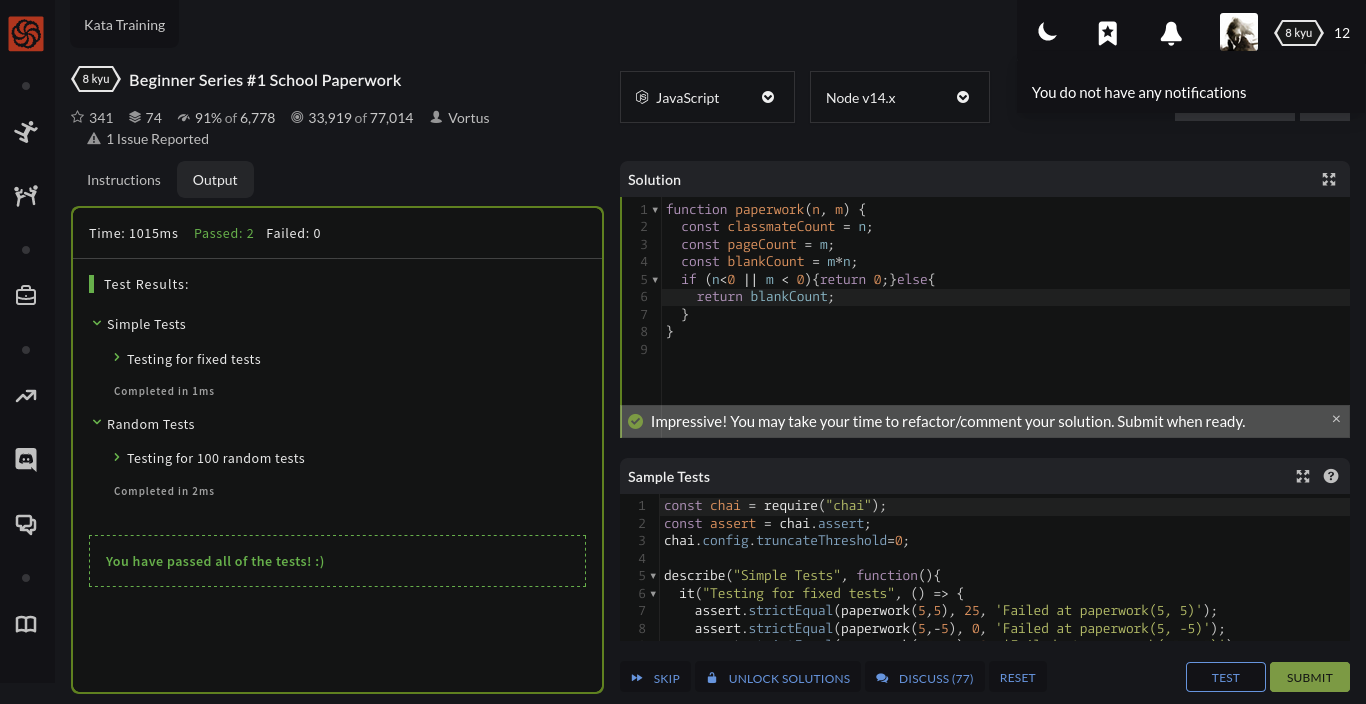 Kata Training
8 kyu
12
You do not have any notifications
8 kyu
Beginner Series #1 School Paperwork
341
74
91% of 6,778
33,919 of 77,014
Vortus
1 Issue Reported
JavaScript
Node v14.x
Instructions
Output
Time: 1015ms Passed: 2 Failed: 0
Test Results:
Simple Tests
Testing for fixed tests
Completed in 1ms
Random Tests
Testing for 100 random tests
Completed in 2ms
You have passed all of the tests! :)
Solution
1 function paperwork(n, m) {
2 const classmateCount = n;
3 const pageCount = m;
4 const blankCount = m*n;
5 if (n<0 || m < 0){return 0;}else{
6 return blankCount;
7 }
8 }
9
Impressive! You may take your time to refactor/comment your solution. Submit when ready.
Sample Tests
1 const chai = require("chai");
2 const assert = chai.assert;
3 chai.config.truncateThreshold=0;
4
5 describe("Simple Tests", function(){
6 it("Testing for fixed tests", () => {
7 assert.strictEqual(paperwork(5,5), 25, 'Failed at paperwork(5, 5)');
8 assert.strictEqual(paperwork(5,-5), 0, 'Failed at paperwork(5, -5)');
SKIP
UNLOCK SOLUTIONS
DISCUSS (77)
RESET
TEST
SUBMIT